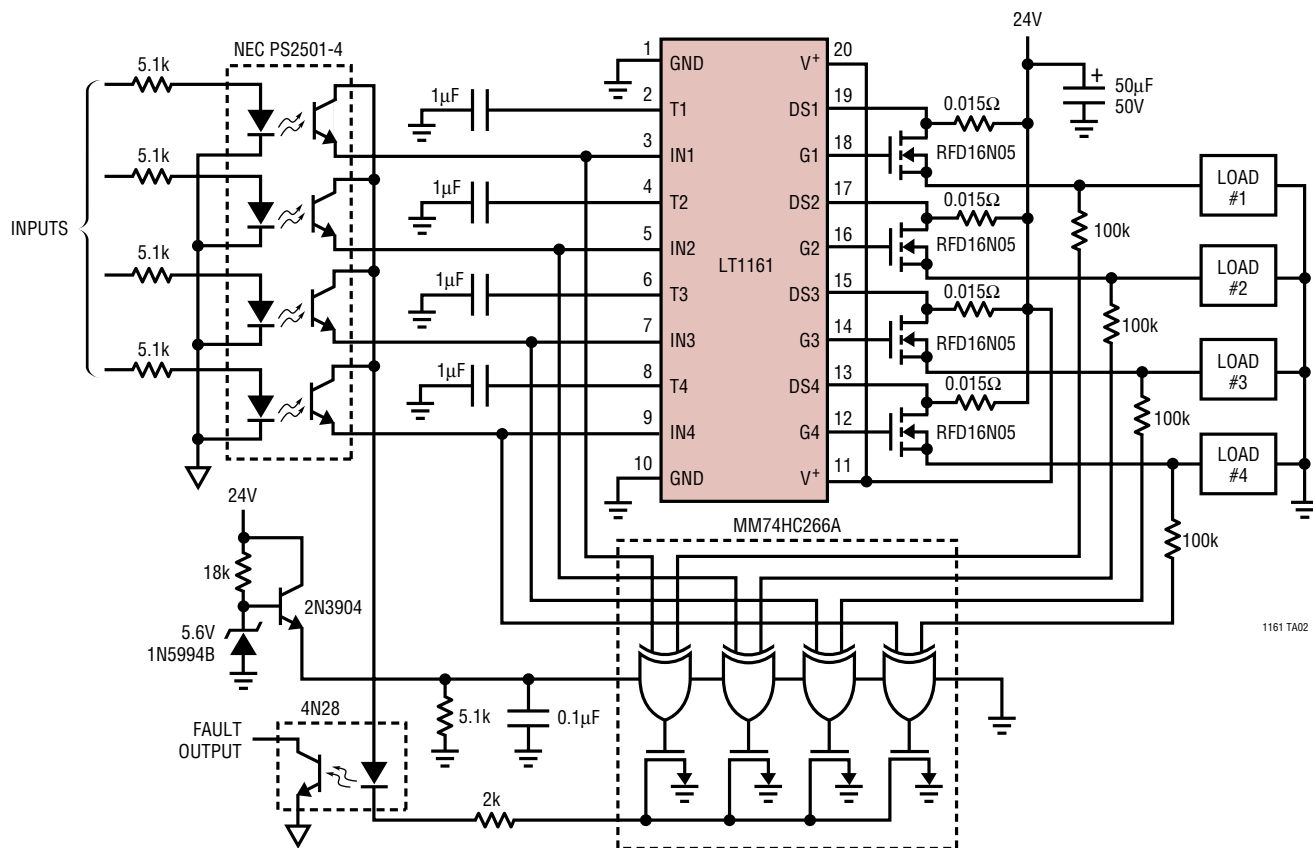 NEC PS2501-4
5.1k
5.1k
5.1k
5.1k
INPUTS
1µF
1µF
1µF
1µF
1
2
3
4
5
6
7
8
9
10
GND
T1
IN1
T2
IN2
T3
IN3
T4
IN4
GND
LT1161
V+
DS1
G1
DS2
G2
DS3
G3
DS4
G4
V+
20
19
18
17
16
15
14
13
12
11
24V
+
50µF
50V
0.015Ω
RFD16N05
0.015Ω
RFD16N05
0.015Ω
RFD16N05
0.015Ω
RFD16N05
LOAD
#1
LOAD
#2
LOAD
#3
LOAD
#4
100k
100k
100k
100k
24V
18k
2N3904
5.6V
1N5994B
MM74HC266A
1161 TA02
5.1k
0.1µF
4N28
FAULT
OUTPUT
2k